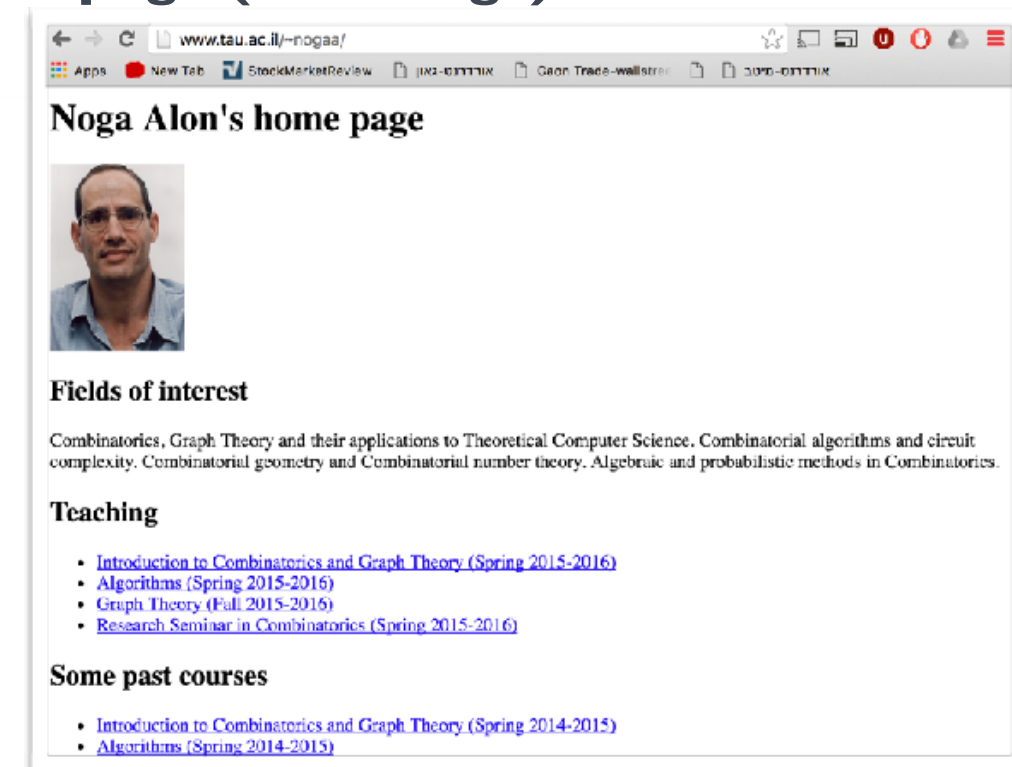 www.tau.ac.il/~nogaa/
Apps New Tab StockMarketReview אורדרנט-גאון Gaon Trade-wallstre אורדרנט-מיטב
Noga Alon's home page
Fields of interest
Combinatorics, Graph Theory and their applications to Theoretical Computer Science. Combinatorial algorithms and circuit
complexity. Combinatorial geometry and Combinatorial number theory. Algebraic and probabilistic methods in Combinatorics.
Teaching
• Introduction to Combinatorics and Graph Theory (Spring 2015-2016)
• Algorithms (Spring 2015-2016)
• Graph Theory (Fall 2015-2016)
• Research Seminar in Combinatorics (Spring 2015-2016)
Some past courses
• Introduction to Combinatorics and Graph Theory (Spring 2014-2015)
• Algorithms (Spring 2014-2015)